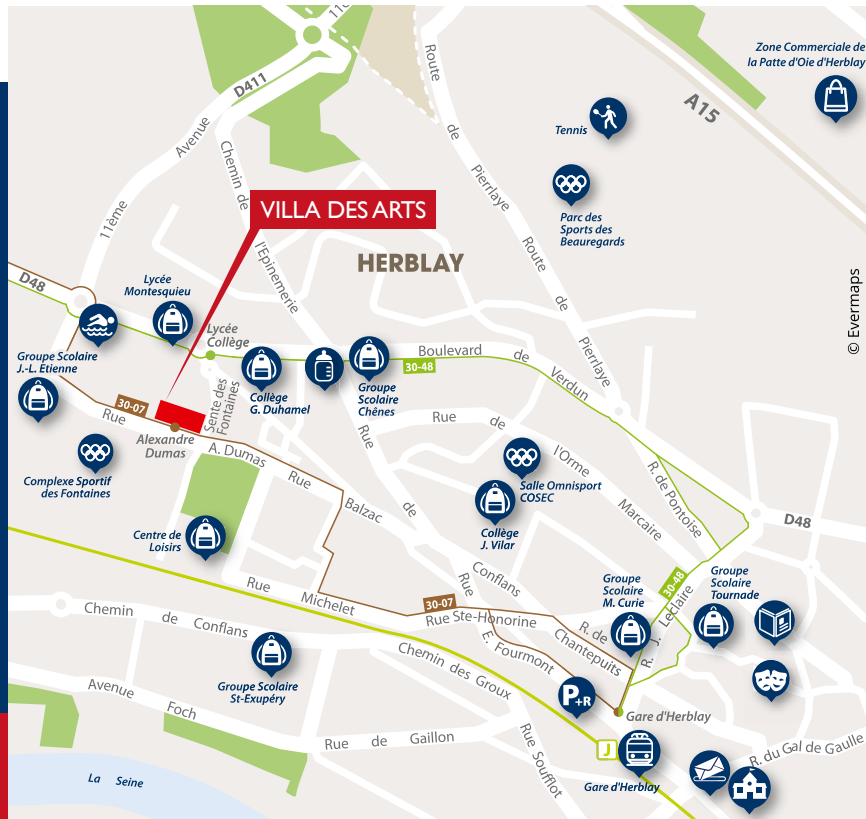 11è
Zone Commerciale de
la Patte d'Oie d'Herblay
Route
de
Pierrlaye
D411
Avenue
11ème
A15
Tennis
Chemin de
l'Epinemerie
VILLA DES ARTS
Parc des
Sports des
Beauregards
HERBLAY
Route
de
Pierrlaye
© Evermaps
D48
Lycée
Montesquieu
Lycée
Collège
Groupe Scolaire
J.-L. Etienne
Boulevard
de
Verdun
30-48
Collège
G. Duhamel
Groupe
Scolaire
Chênes
Sente des
Fontaines
30-07
Rue
Alexandre
Dumas
A. Dumas
Rue
Balzac
Rue
de
Conflans
Rue
de
l'Orme
Marcaire
R. de Pontoise
Complexe Sportif
des Fontaines
Salle Omnisport
COSEC
Collège
J. Vilar
D48
Centre de
Loisirs
Rue
Michelet
30-07
Rue Ste-Honorine
Rue
E. Fourmont
R. de
Chantepuits
Groupe
Scolaire
M. Curie
30-48
R. J. Leclaire
Groupe
Scolaire
Tournade
Chemin
de
Conflans
Chemin des Groux
Groupe Scolaire
St-Exupéry
Avenue
Foch
Rue de Gaillon
Rue Soufflot
P+R
Gare d'Herblay
J
Gare d'Herblay
R. du Gal de Gaulle
La Seine